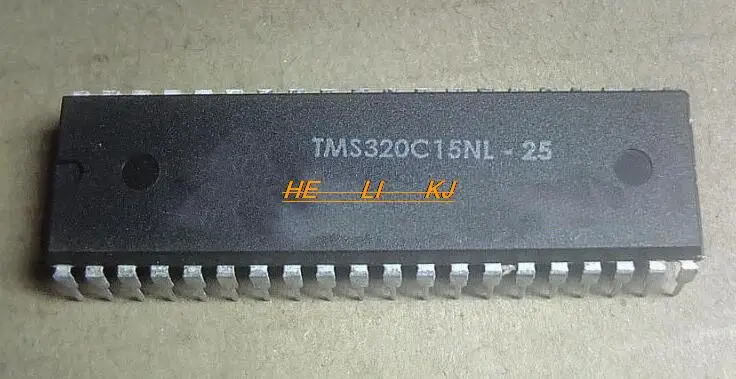 TMS320C15NL - 25
HE LI KJ